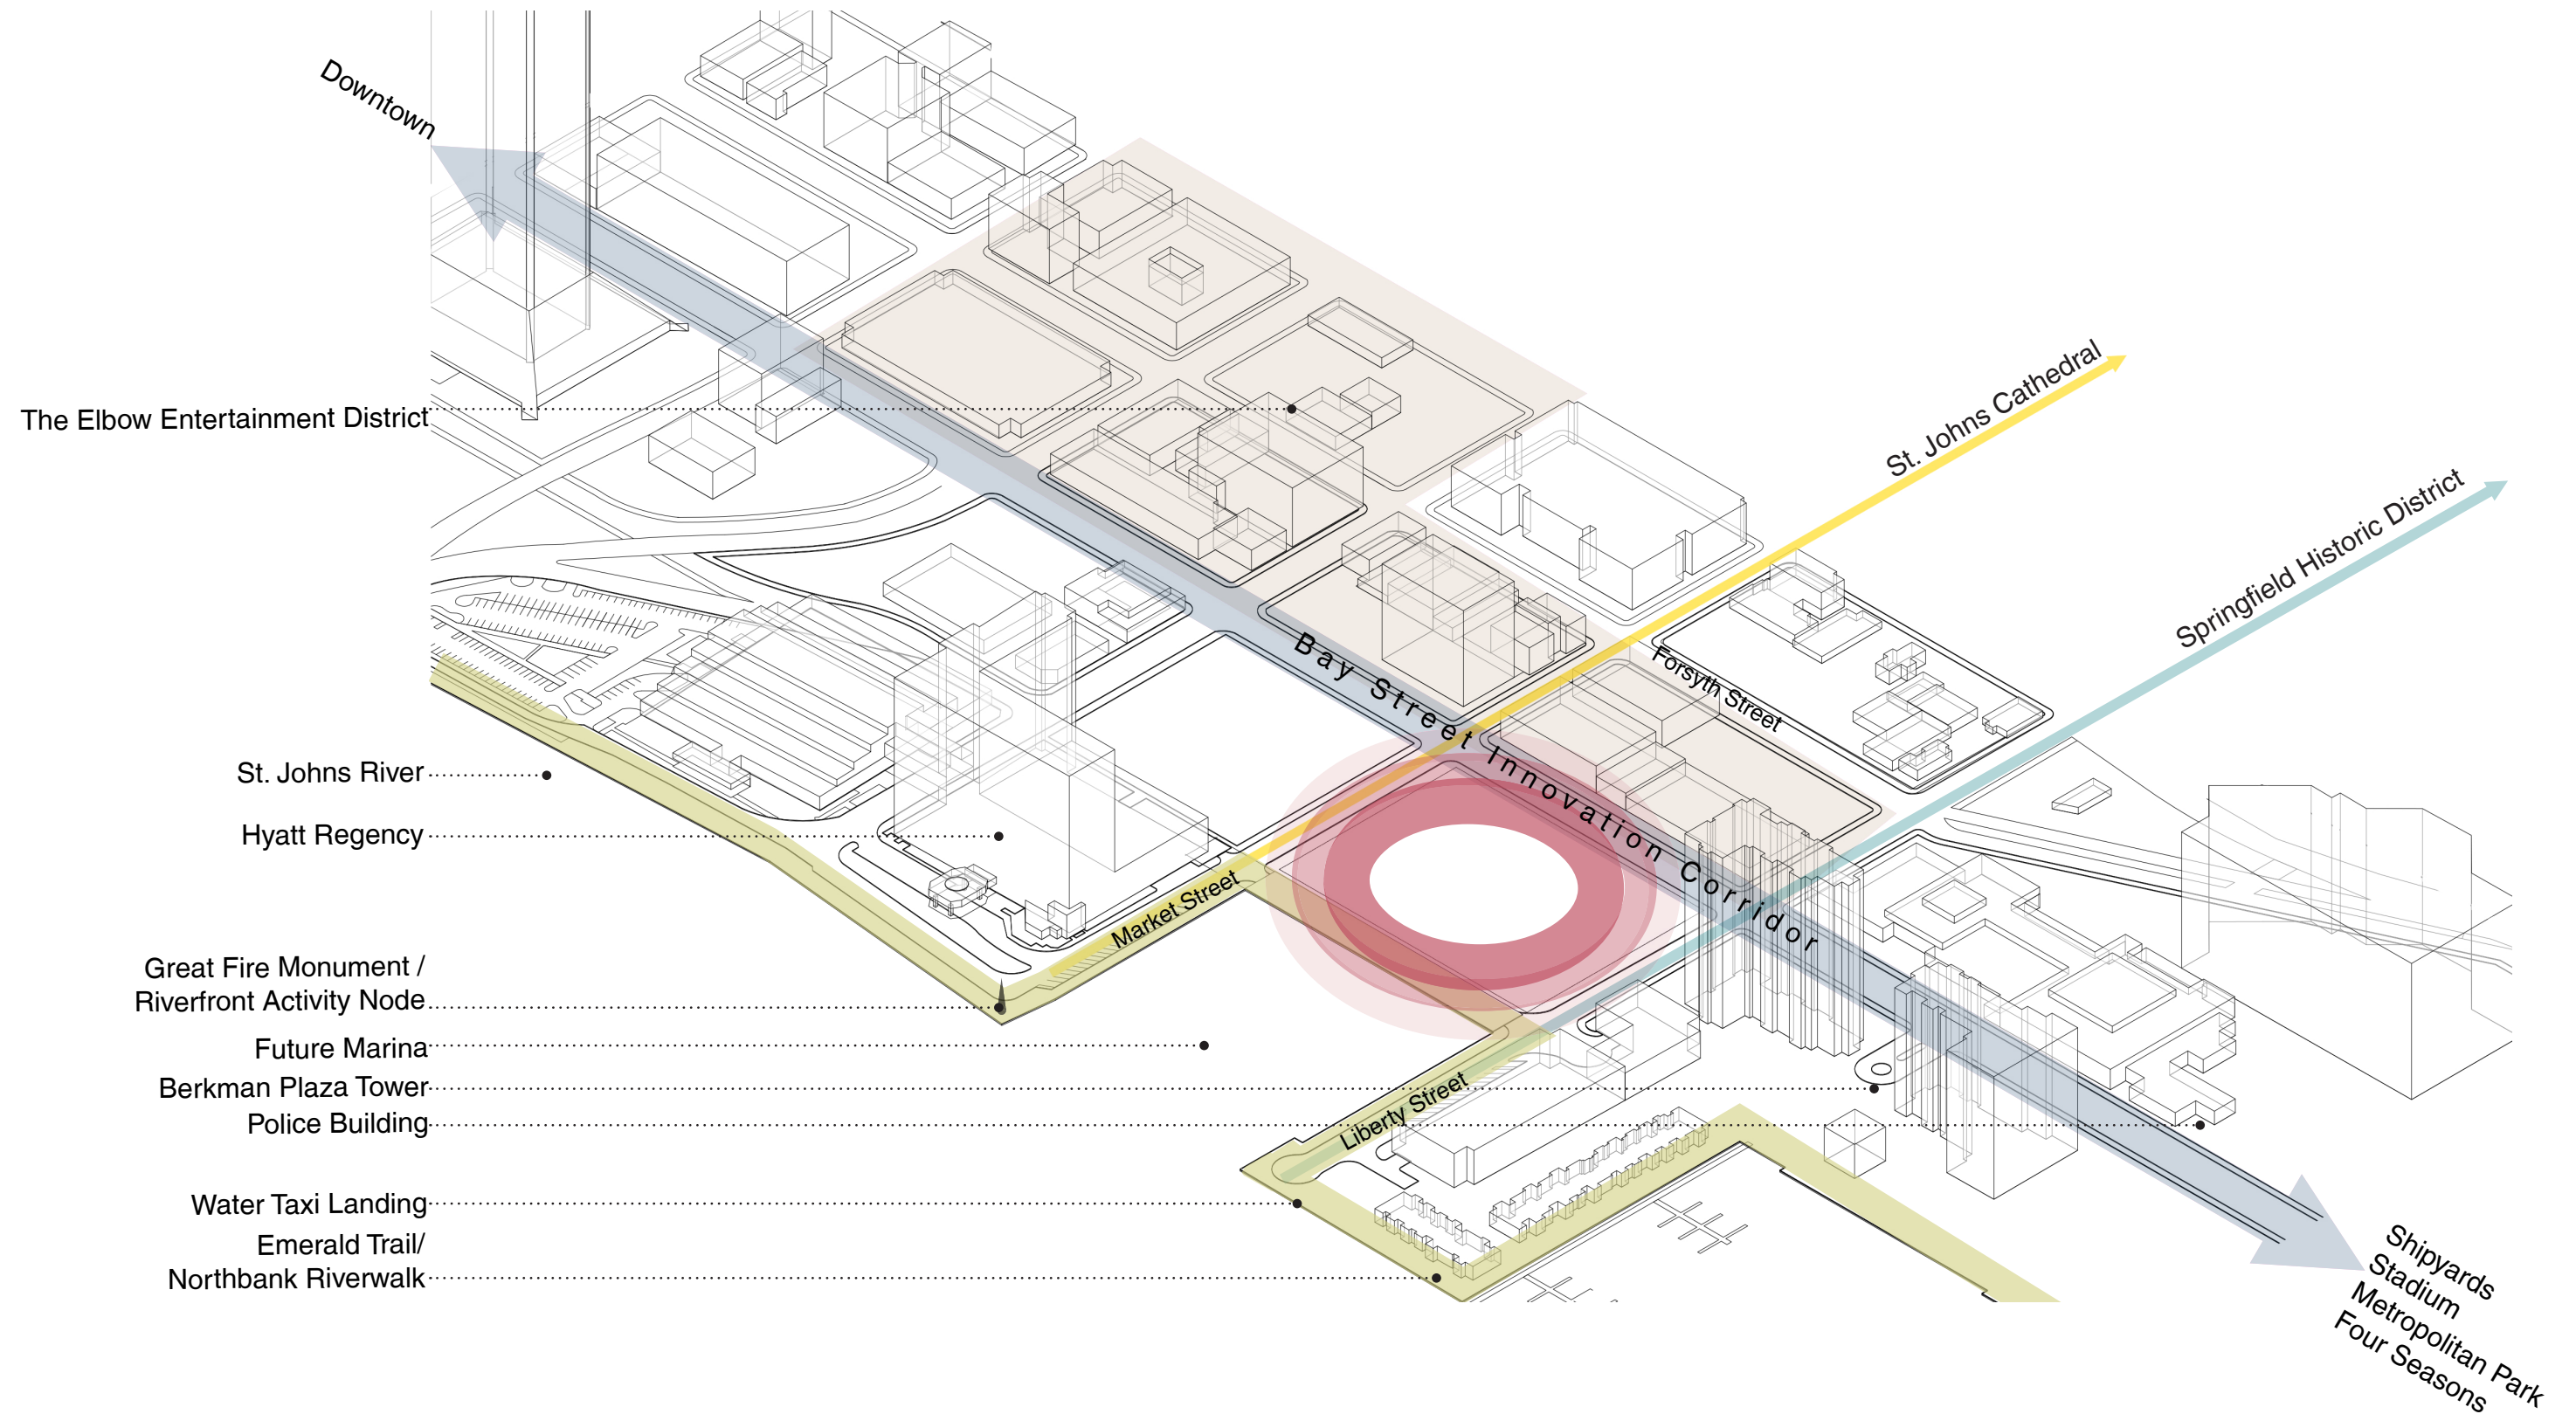 Downtown
The Elbow Entertainment District
St. Johns Cathedral
Springfield Historic District
Forsyth Street
Bay Street Innovation Corridor
St. Johns River
Hyatt Regency
Market Street
Great Fire Monument /
Riverfront Activity Node
Future Marina
Berkman Plaza Tower
Police Building
Liberty Street
Water Taxi Landing
Emerald Trail/
Northbank Riverwalk
Shipyards
Stadium
Metropolitan Park
Four Seasons